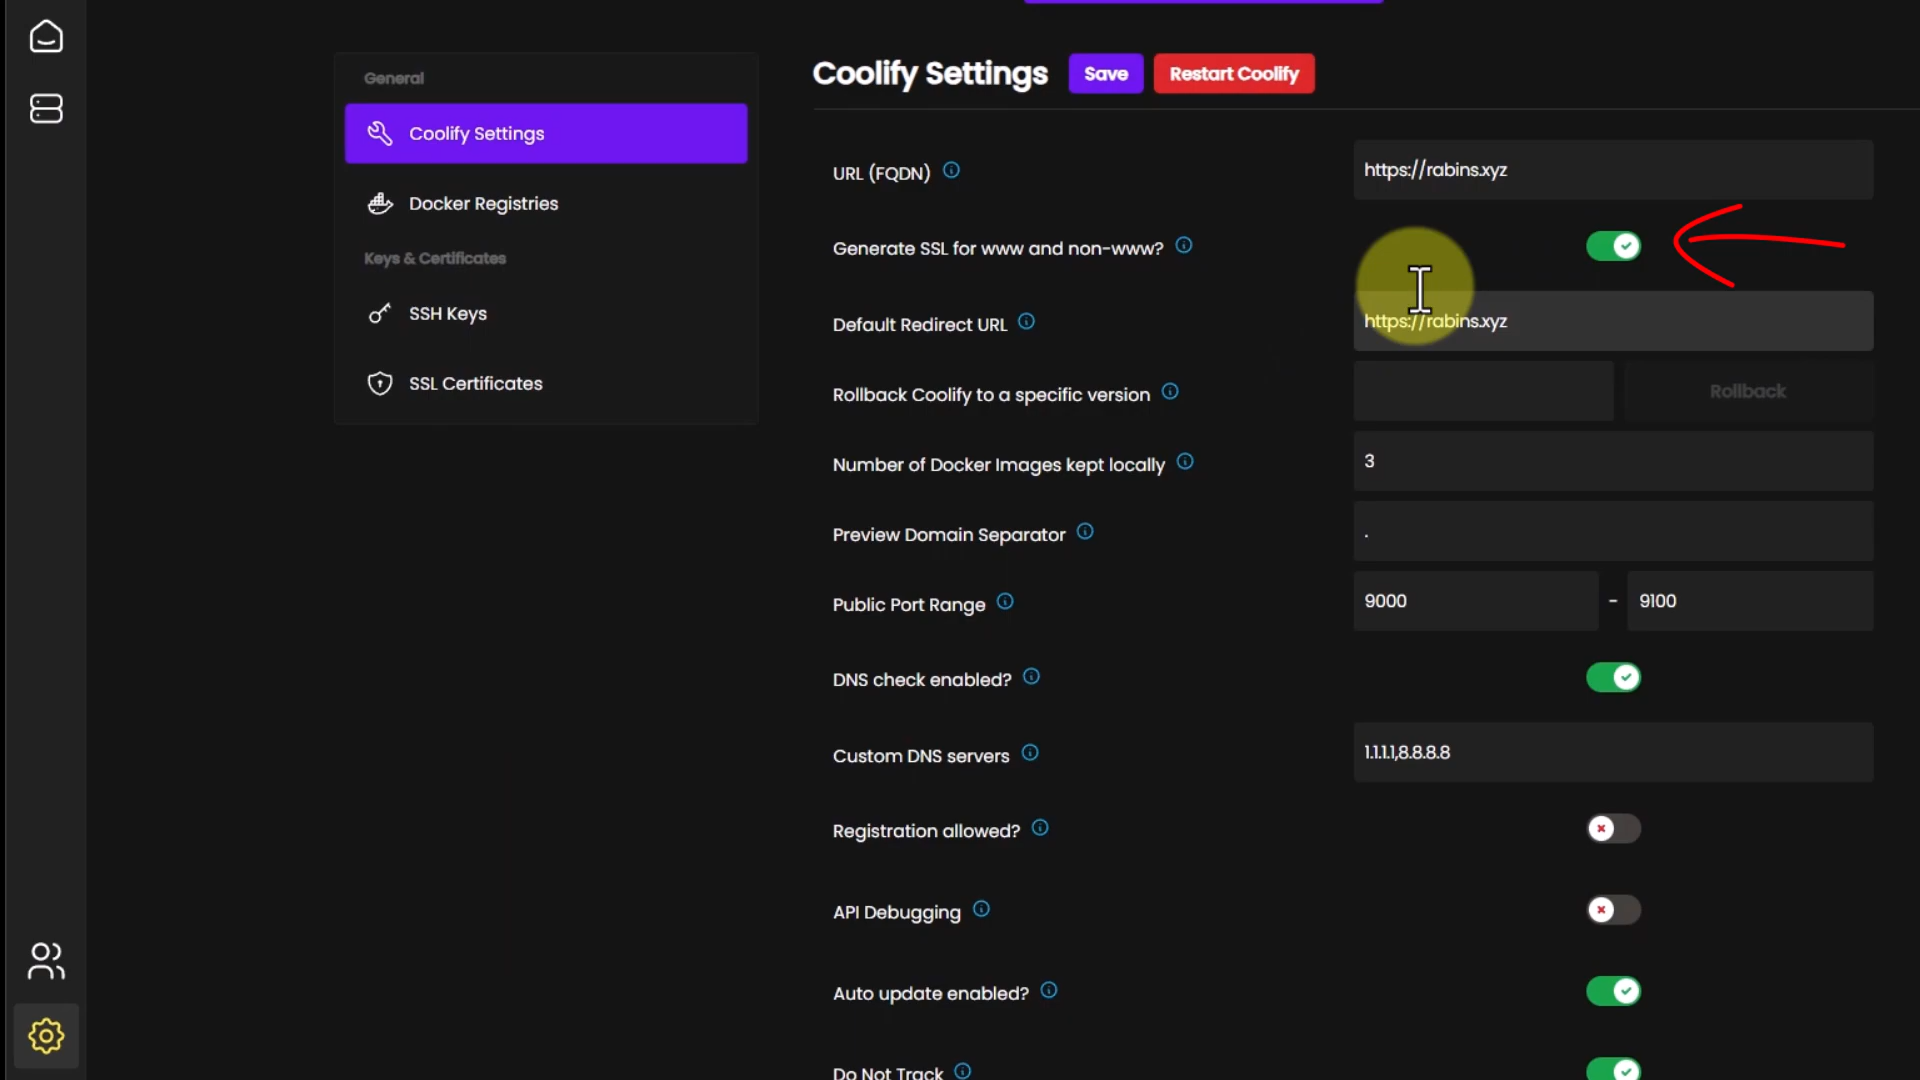 General
Coolify Settings
Docker Registries
Keys & Certificates
SSH Keys
SSL Certificates
Coolify Settings Save Restart Coolify
URL (FQDN) https://rabins.xyz
Generate SSL for www and non-www?
Default Redirect URL https://rabins.xyz
Rollback Coolify to a specific version Rollback
Number of Docker Images kept locally 3
Preview Domain Separator .
Public Port Range 9000 - 9100
DNS check enabled?
Custom DNS servers 1.1.1.1,8.8.8.8
Registration allowed?
API Debugging
Auto update enabled?
Do Not Track